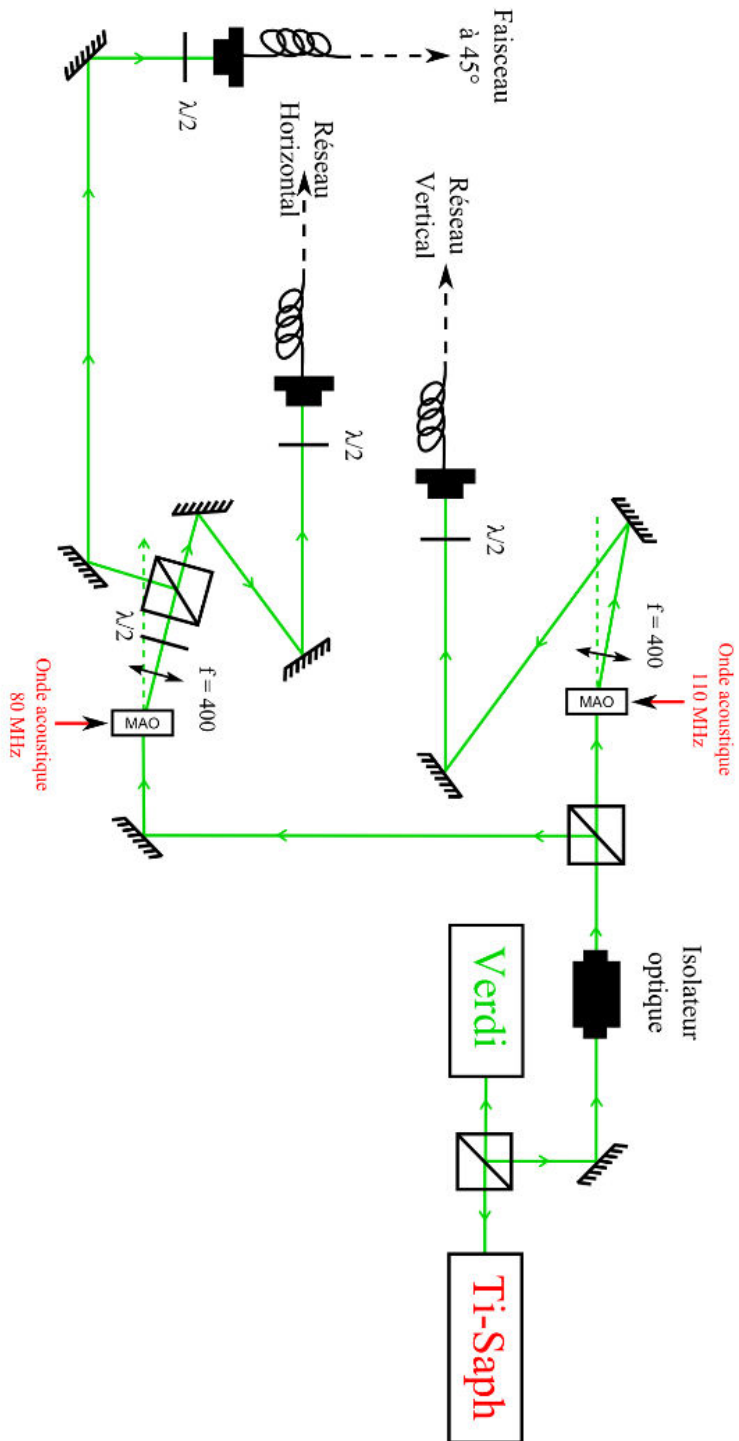 Faisceau
à 45°
λ/2
Réseau
Horizontal
λ/2
Réseau
Vertical
λ/2
f = 400
Onde acoustique
110 MHz
MAO
λ/2
f = 400
MAO
Onde acoustique
80 MHz
Isolateur
optique
Verdi
Ti-Saph